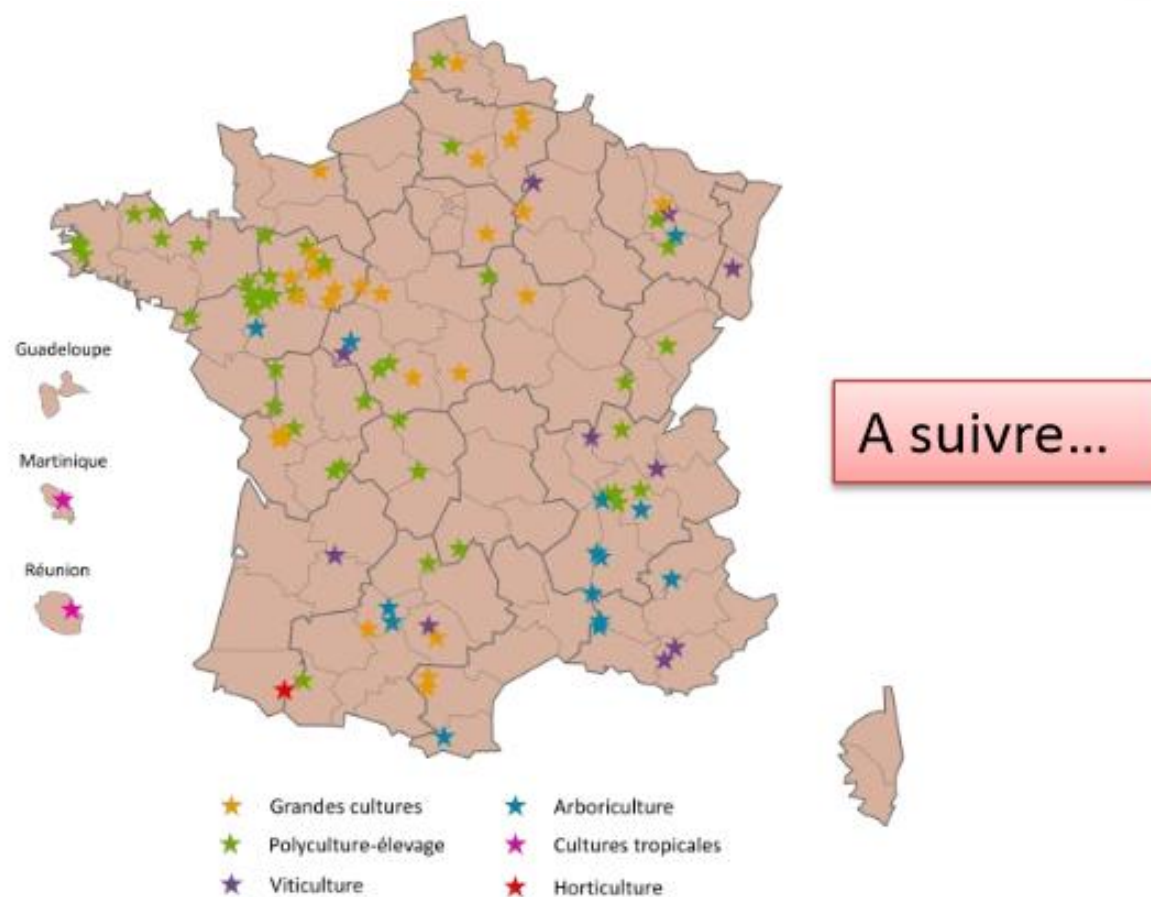 Guadeloupe
Martinique
Réunion
A suivre...
Grandes cultures
Polyculture-élevage
Viticulture
Arboriculture
Cultures tropicales
Horticulture